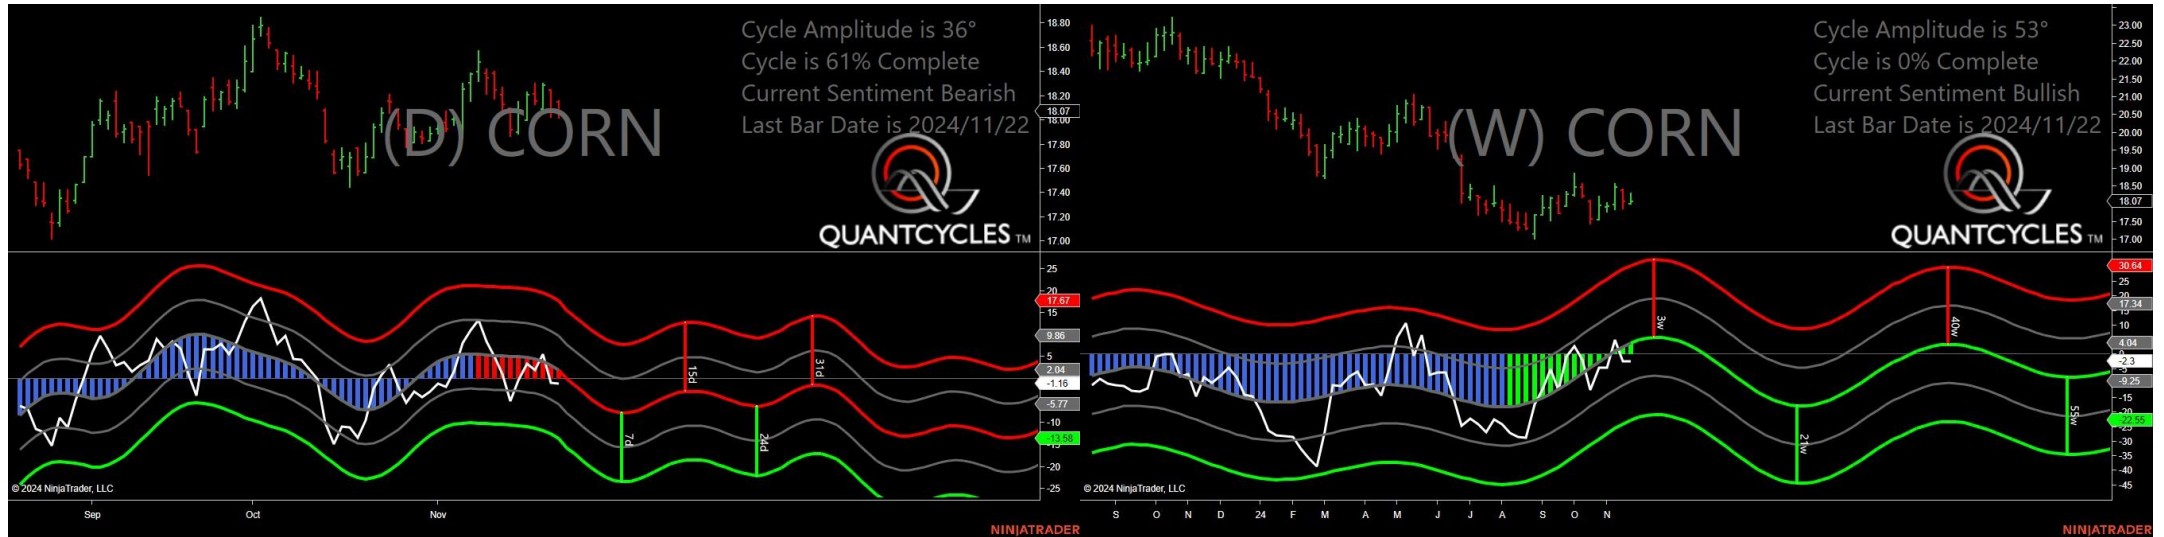 Cycle Amplitude is 36°
Cycle is 61% Complete
Current Sentiment Bearish
Last Bar Date is 2024/11/22
(D) CORN
QUANTCYCLES TM
18.80
18.60
18.40
18.20
18.07
18.00
17.80
17.60
17.40
17.20
17.00
25
20
17.67
15
9.86
5
2.04
-1.16
-5.77
-10
-13.58
-20
-25
7d
15d
24d
31d
© 2024 NinjaTrader, LLC
Sep
Oct
Nov
NINJATRADER
Cycle Amplitude is 53°
Cycle is 0% Complete
Current Sentiment Bullish
Last Bar Date is 2024/11/22
(W) CORN
QUANTCYCLES TM
23.00
22.50
22.00
21.50
21.00
20.50
20.00
19.50
19.00
18.50
18.07
17.50
17.00
30.64
25
17.34
10
4.04
-2.3
-9.25
-15
-22.55
-30
-35
-40
-45
3w
21w
40w
55w
© 2024 NinjaTrader, LLC
S O N D 24 F M A M J J A S O N
NINJATRADER